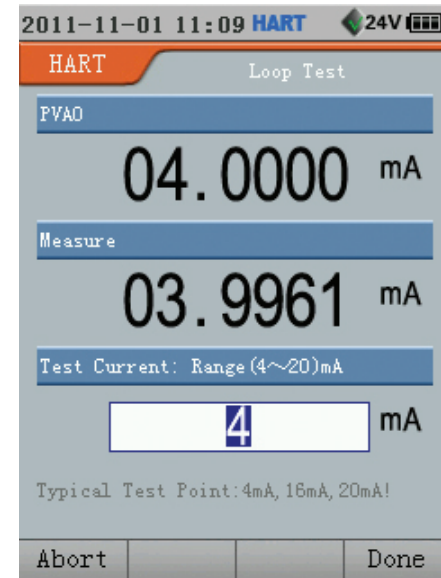 2011-11-01 11:09 HART 24V
HART Loop Test
PVAO
04.0000 mA
Measure
03.9961 mA
Test Current: Range(4~20)mA
4 mA
Typical Test Point:4mA, 16mA, 20mA!
Abort Done